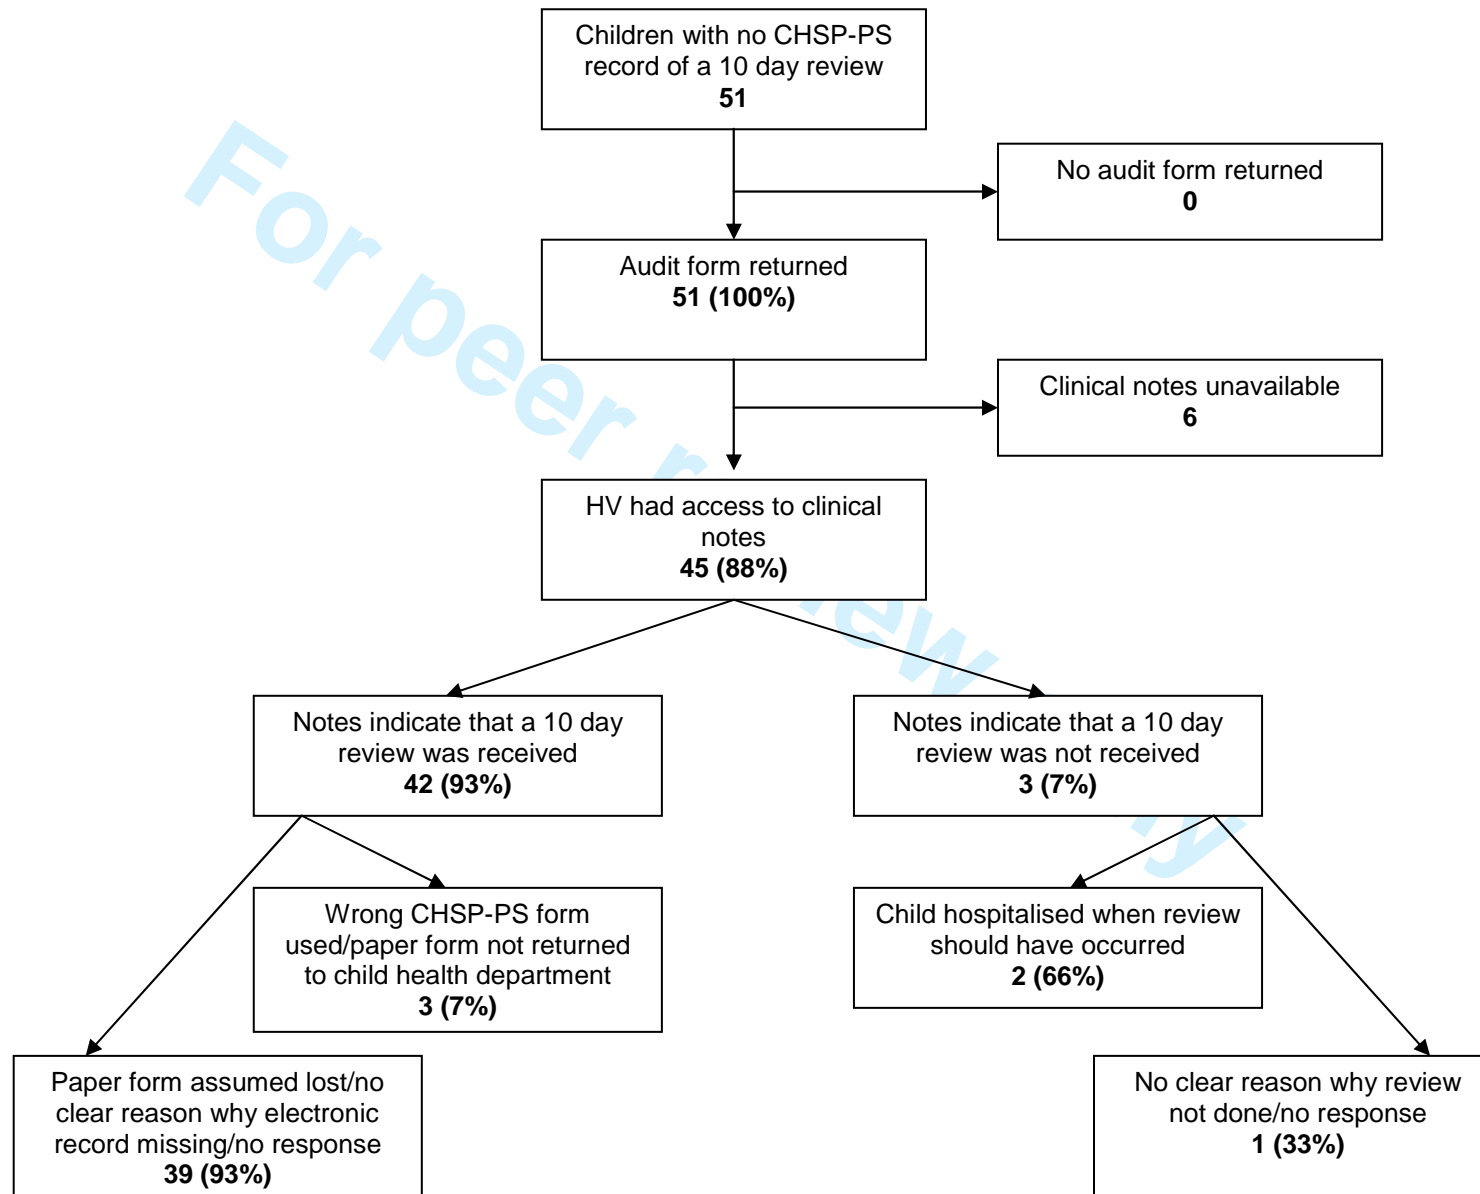 Children with no CHSP-PS
record of a 10 day review
51
No audit form returned
0
Audit form returned
51 (100%)
Clinical notes unavailable
6
HV had access to clinical
notes
45 (88%)
Notes indicate that a 10 day
review was received
42 (93%)
Notes indicate that a 10 day
review was not received
3 (7%)
Wrong CHSP-PS form
used/paper form not returned
to child health department
3 (7%)
Child hospitalised when review
should have occurred
2 (66%)
Paper form assumed lost/no
clear reason why electronic
record missing/no response
39 (93%)
No clear reason why review
not done/no response
1 (33%)
For peer review only